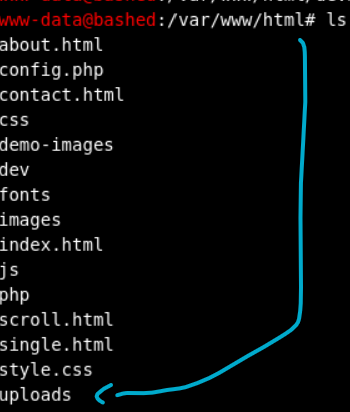 www-data@bashed:/var/www/html# ls
about.html
config.php
contact.html
css
demo-images
dev
fonts
images
index.html
js
php
scroll.html
single.html
style.css
uploads